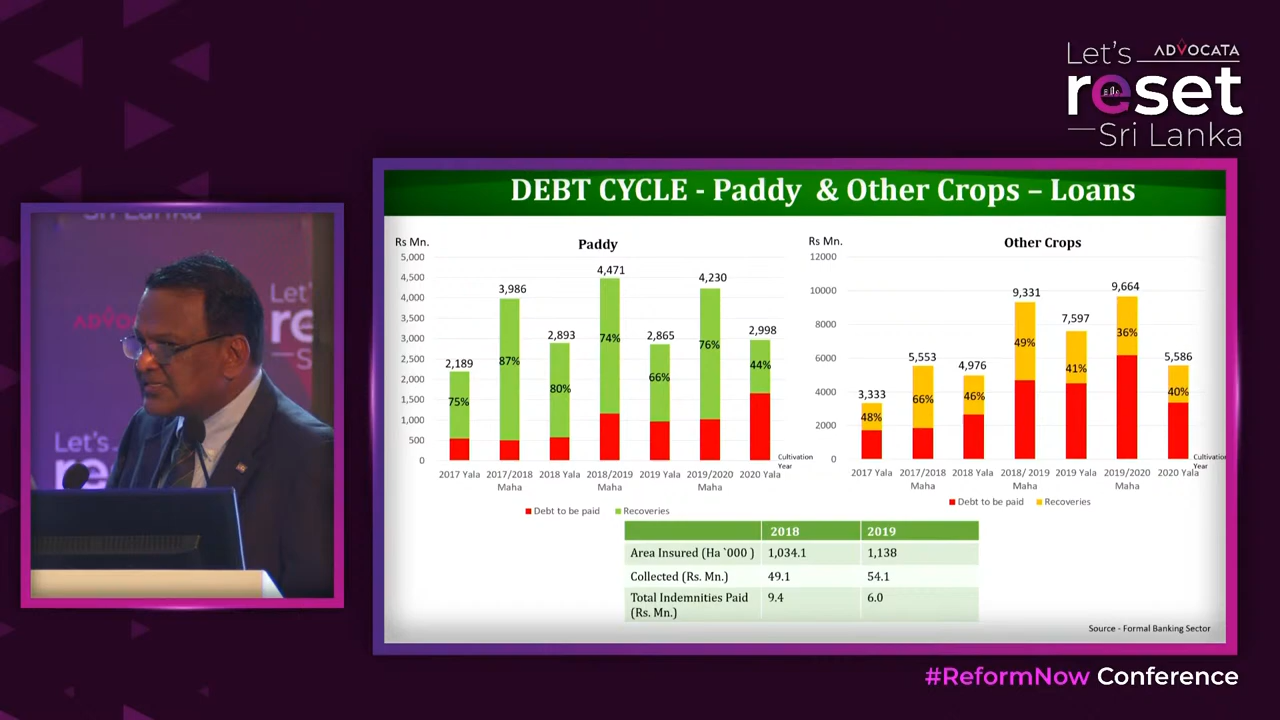 Let's ADVOCATA
reset
Sri Lanka
Sri Lanka
ADVOCA
Let's
re
Let's
re
DEBT CYCLE - Paddy & Other Crops – Loans
Rs Mn.
Paddy
5,000
4,500
4,000
3,500
3,000
2,500
2,000
1,500
1,000
500
0
2,189
3,986
2,893
4,471
2,865
4,230
2,998
75%
87%
80%
74%
66%
76%
44%
2017 Yala
2017/2018 Maha
2018 Yala
2018/2019 Maha
2019 Yala
2019/2020 Maha
2020 Yala
Cultivation
Year
Debt to be paid Recoveries
Rs Mn.
Other Crops
12000
10000
8000
6000
4000
2000
0
3,333
5,553
4,976
9,331
7,597
9,664
5,586
48%
66%
46%
49%
41%
36%
40%
2017 Yala
2017/2018 Maha
2018 Yala
2018/ 2019 Maha
2019 Yala
2019/2020 Maha
2020 Yala
Cultivation
Year
Debt to be paid Recoveries
2018 2019
Area Insured (Ha `000 ) 1,034.1 1,138
Collected (Rs. Mn.) 49.1 54.1
Total Indemnities Paid 9.4 6.0
(Rs. Mn.)
Source - Formal Banking Sector
#ReformNow Conference